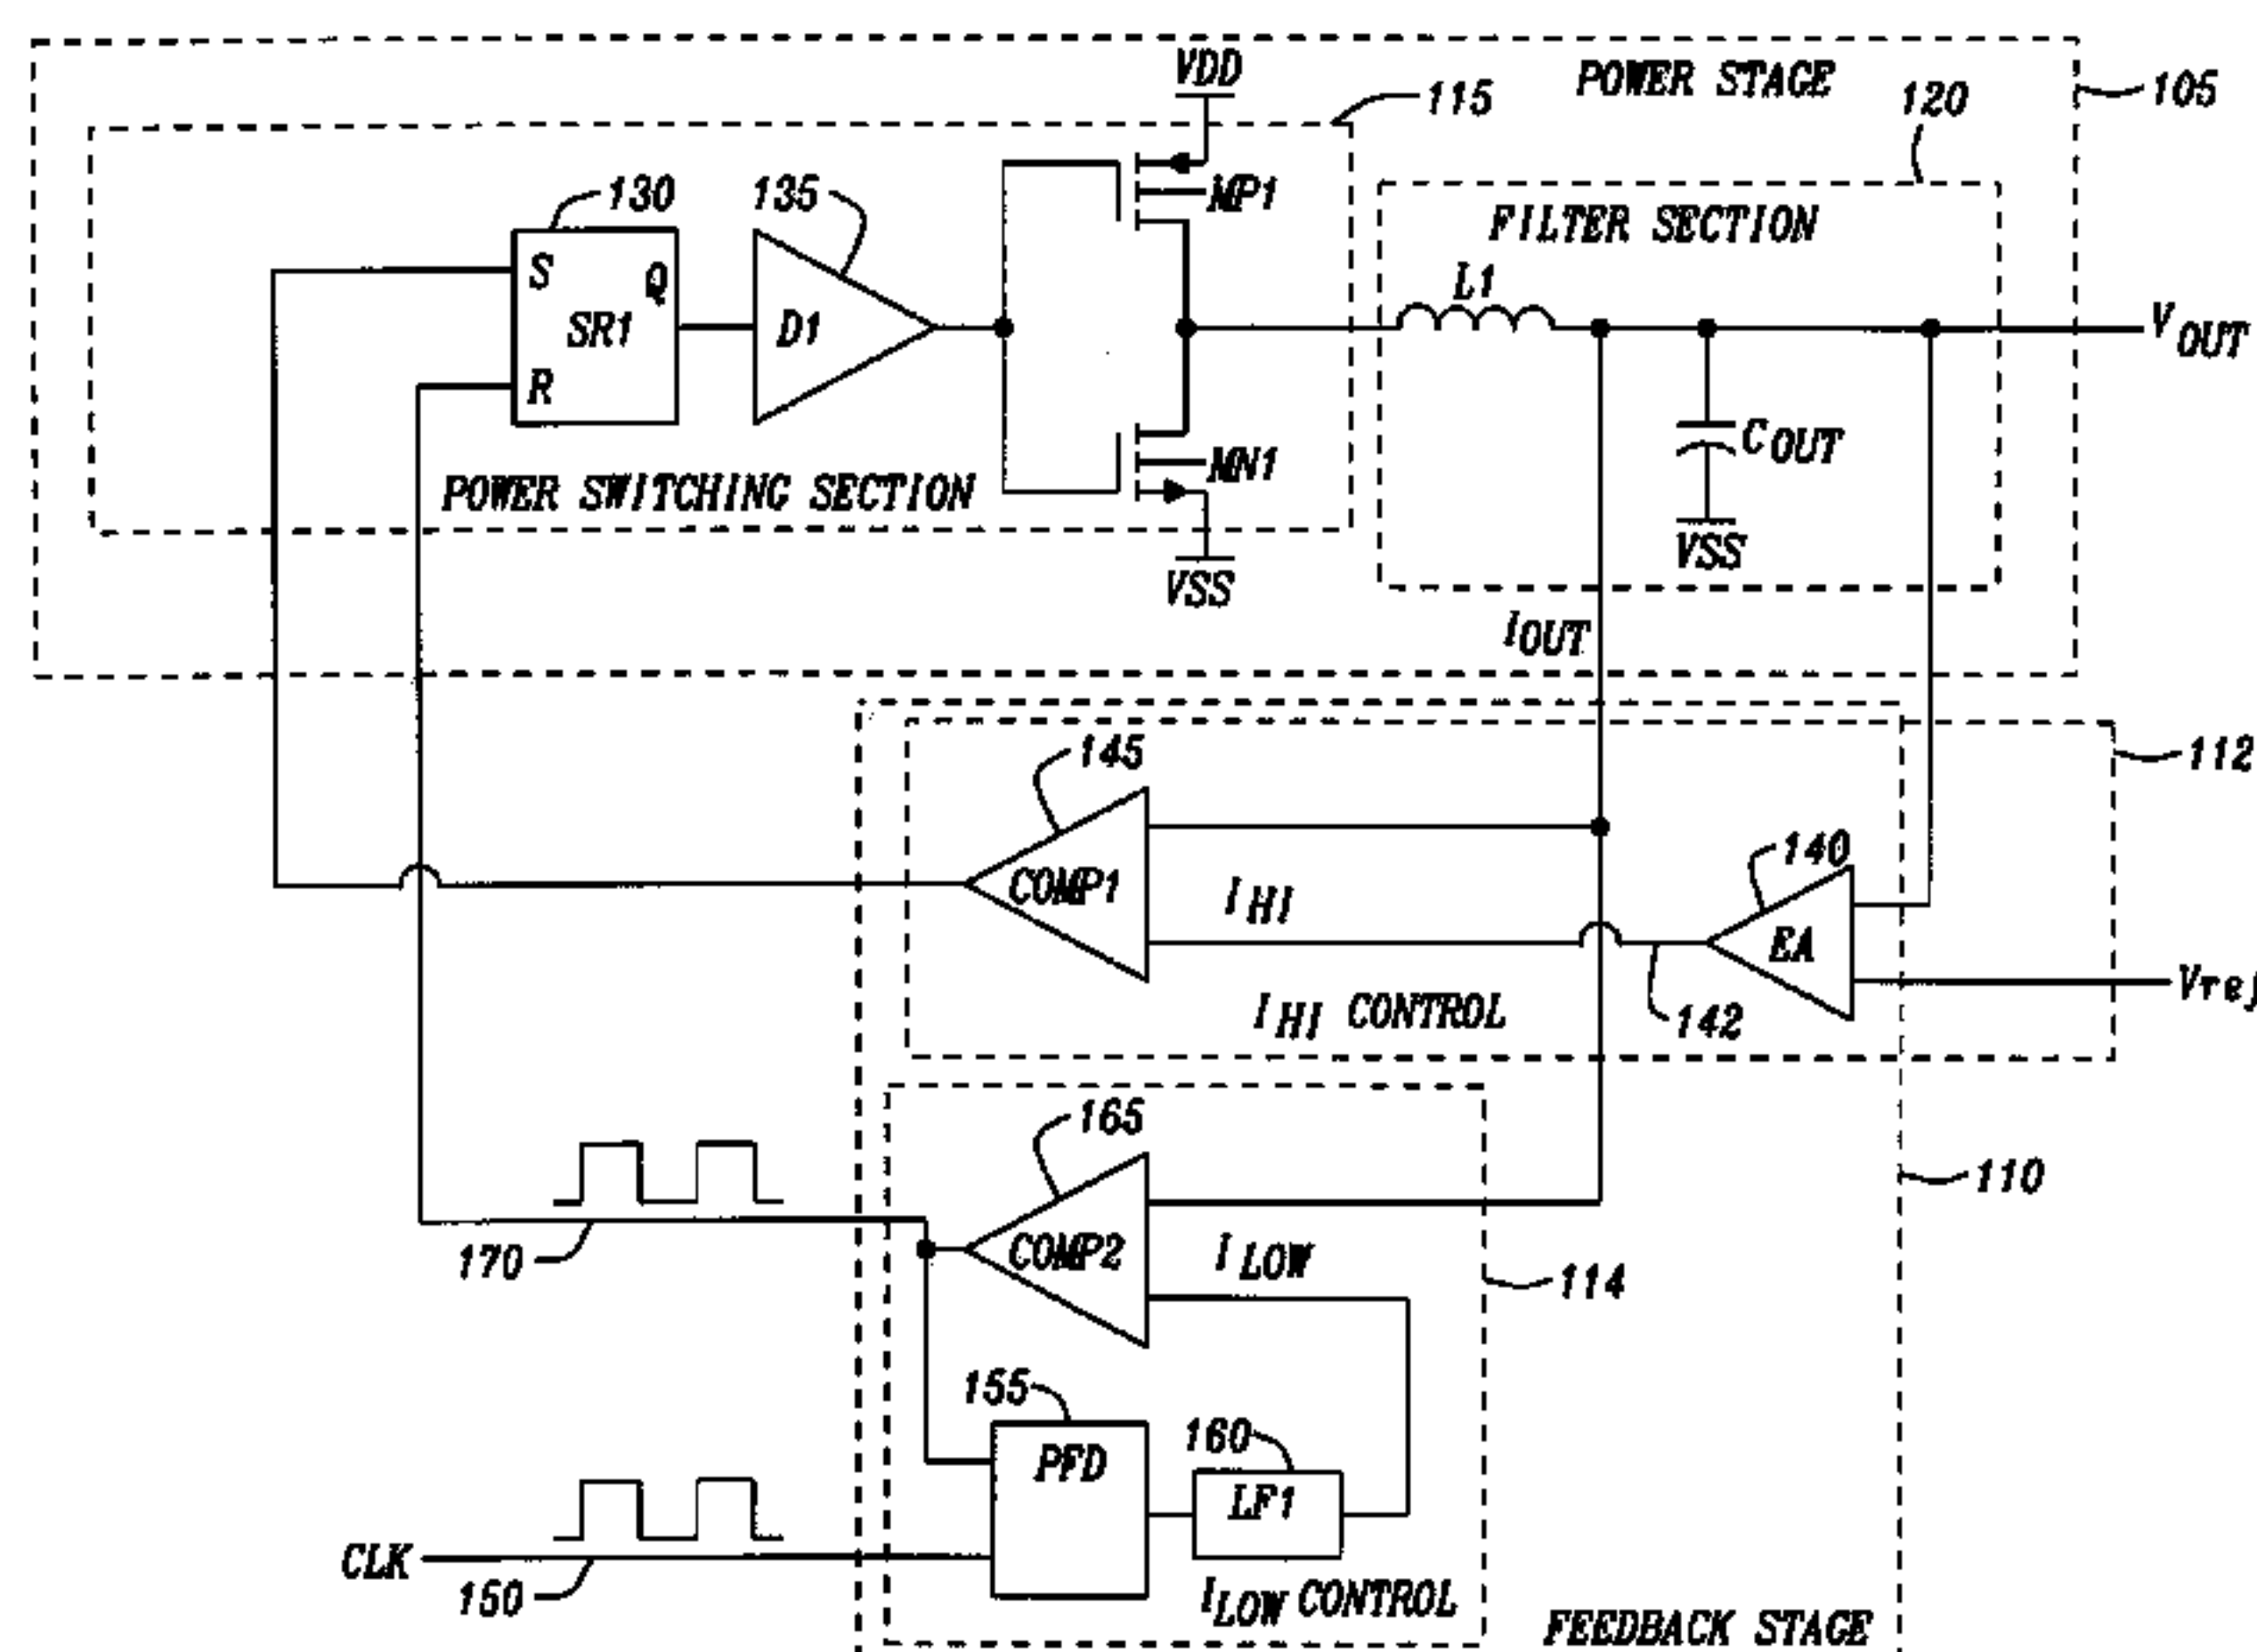 VDD
POWER STAGE
105
115
120
130
135
MP1
FILTER SECTION
S
Q
SR1
R
D1
L1
VOUT
COUT
VSS
MN1
POWER SWITCHING SECTION
VSS
IOUT
112
145
140
COMP1
IHI
EA
Vref
142
IHI CONTROL
165
110
170
COMP2
ILOW
114
155
PFD
160
LF1
CLK
150
ILOW CONTROL
FEEDBACK STAGE